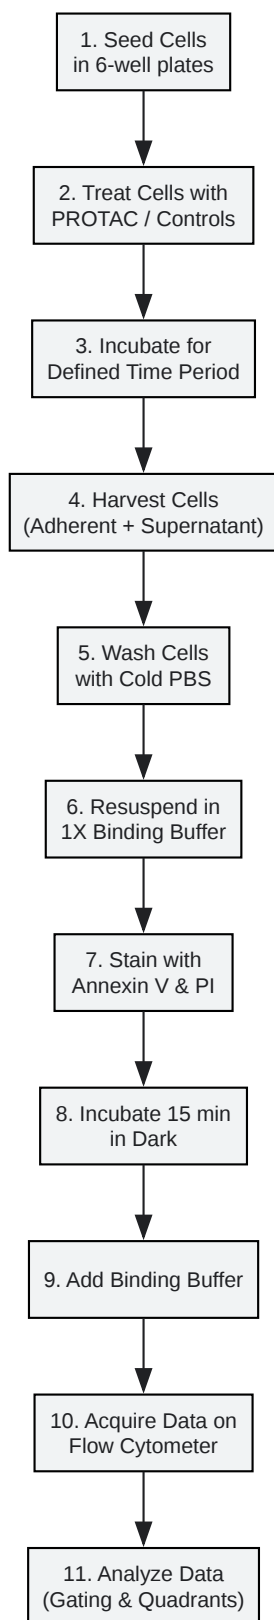 1. Seed Cells
in 6-well plates
2. Treat Cells with
PROTAC / Controls
3. Incubate for
Defined Time Period
4. Harvest Cells
(Adherent + Supernatant)
5. Wash Cells
with Cold PBS
6. Resuspend in
1X Binding Buffer
7. Stain with
Annexin V & PI
8. Incubate 15 min
in Dark
9. Add Binding Buffer
10. Acquire Data on
Flow Cytometer
11. Analyze Data
(Gating & Quadrants)